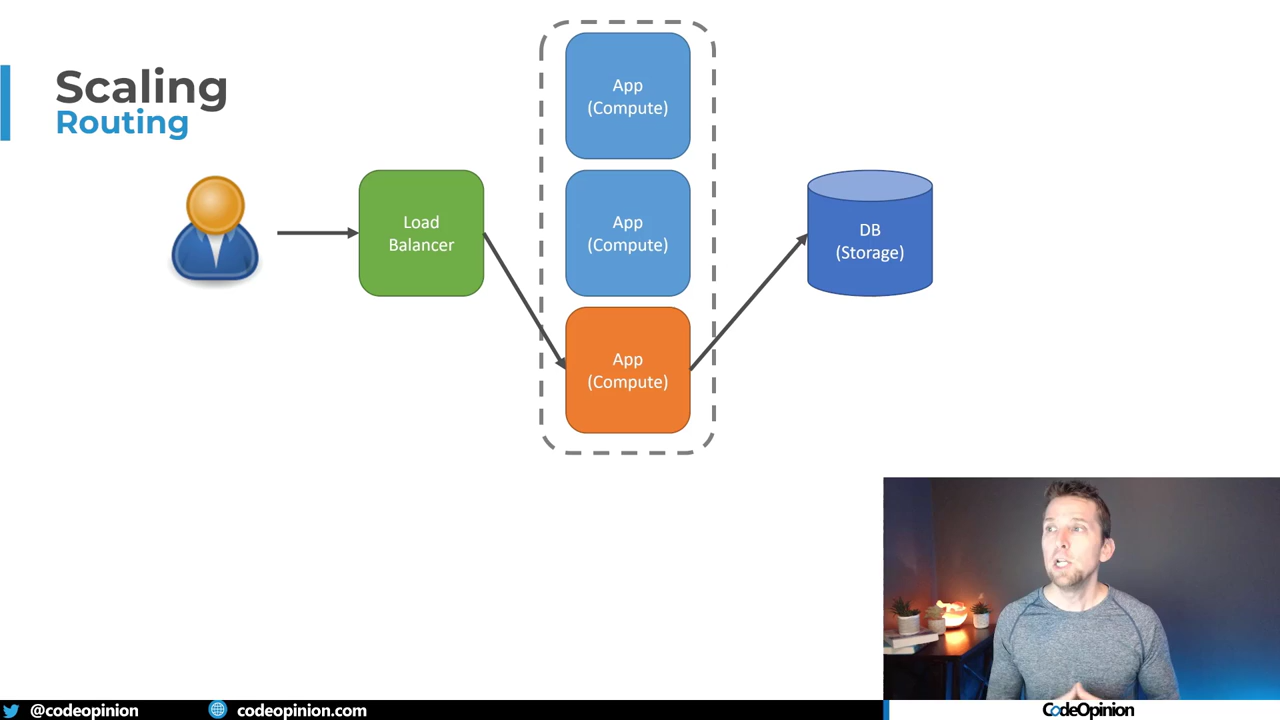 Scaling
Routing
App
(Compute)
Load
Balancer
App
(Compute)
DB
(Storage)
App
(Compute)
@codeopinion
codeopinion.com
CodeOpinion